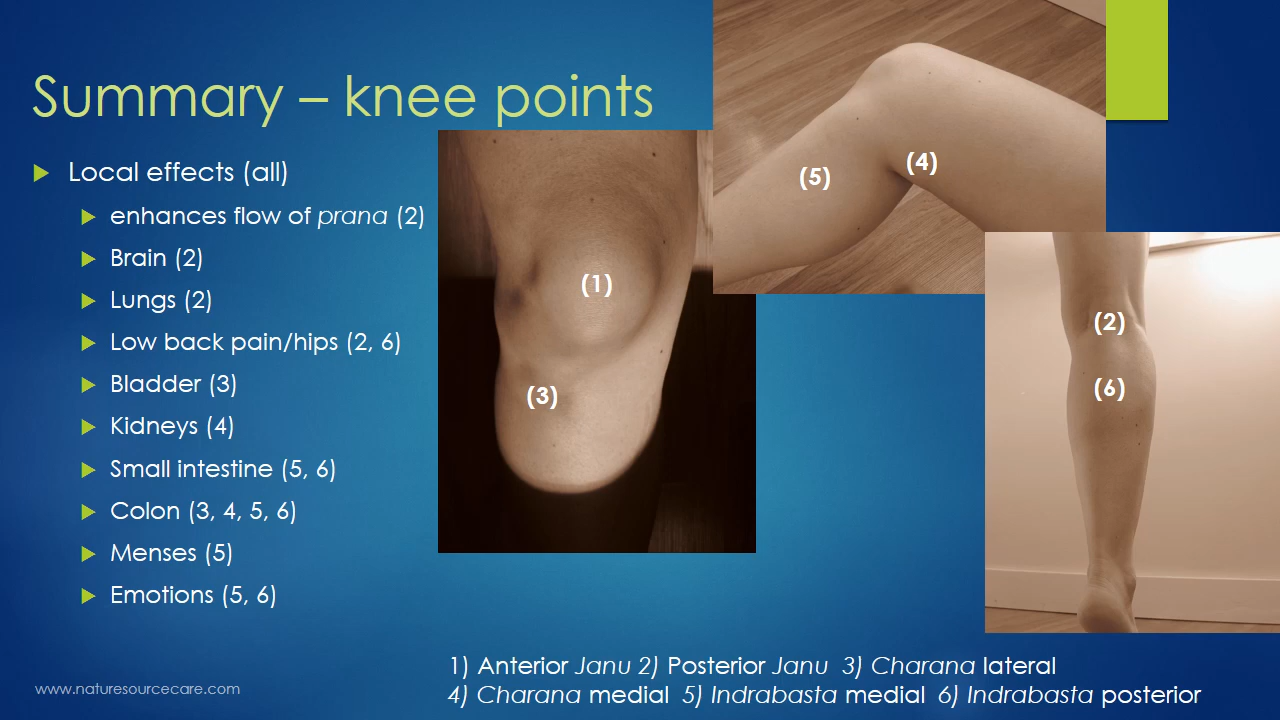 Summary – knee points
Local effects (all)
enhances flow of prana (2)
Brain (2)
Lungs (2)
Low back pain/hips (2, 6)
Bladder (3)
Kidneys (4)
Small intestine (5, 6)
Colon (3, 4, 5, 6)
Menses (5)
Emotions (5, 6)
(1)
(3)
(5)
(4)
(2)
(6)
1) Anterior Janu 2) Posterior Janu 3) Charana lateral
4) Charana medial 5) Indrabasta medial 6) Indrabasta posterior
www.naturesourcecare.com